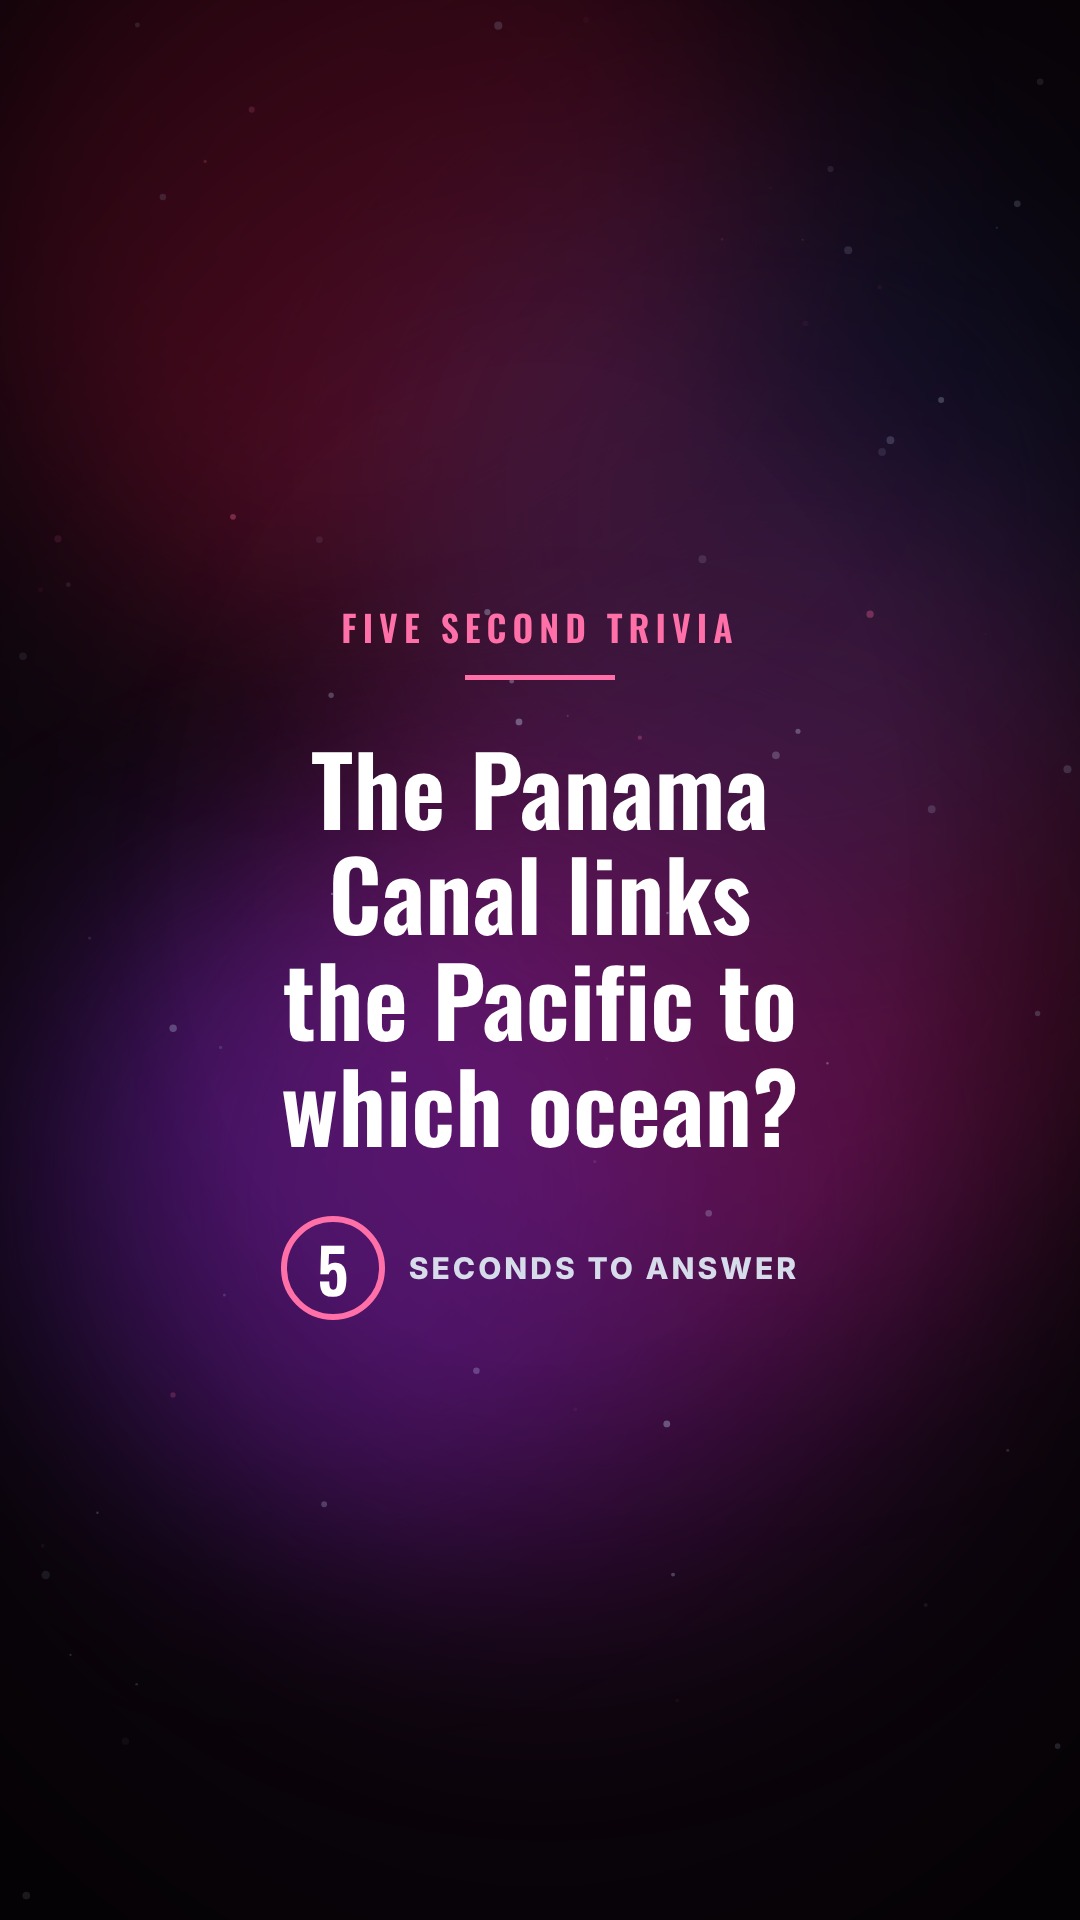 FIVE SECOND TRIVIA
The Panama
Canal links
the Pacific to
which ocean?
5 SECONDS TO ANSWER